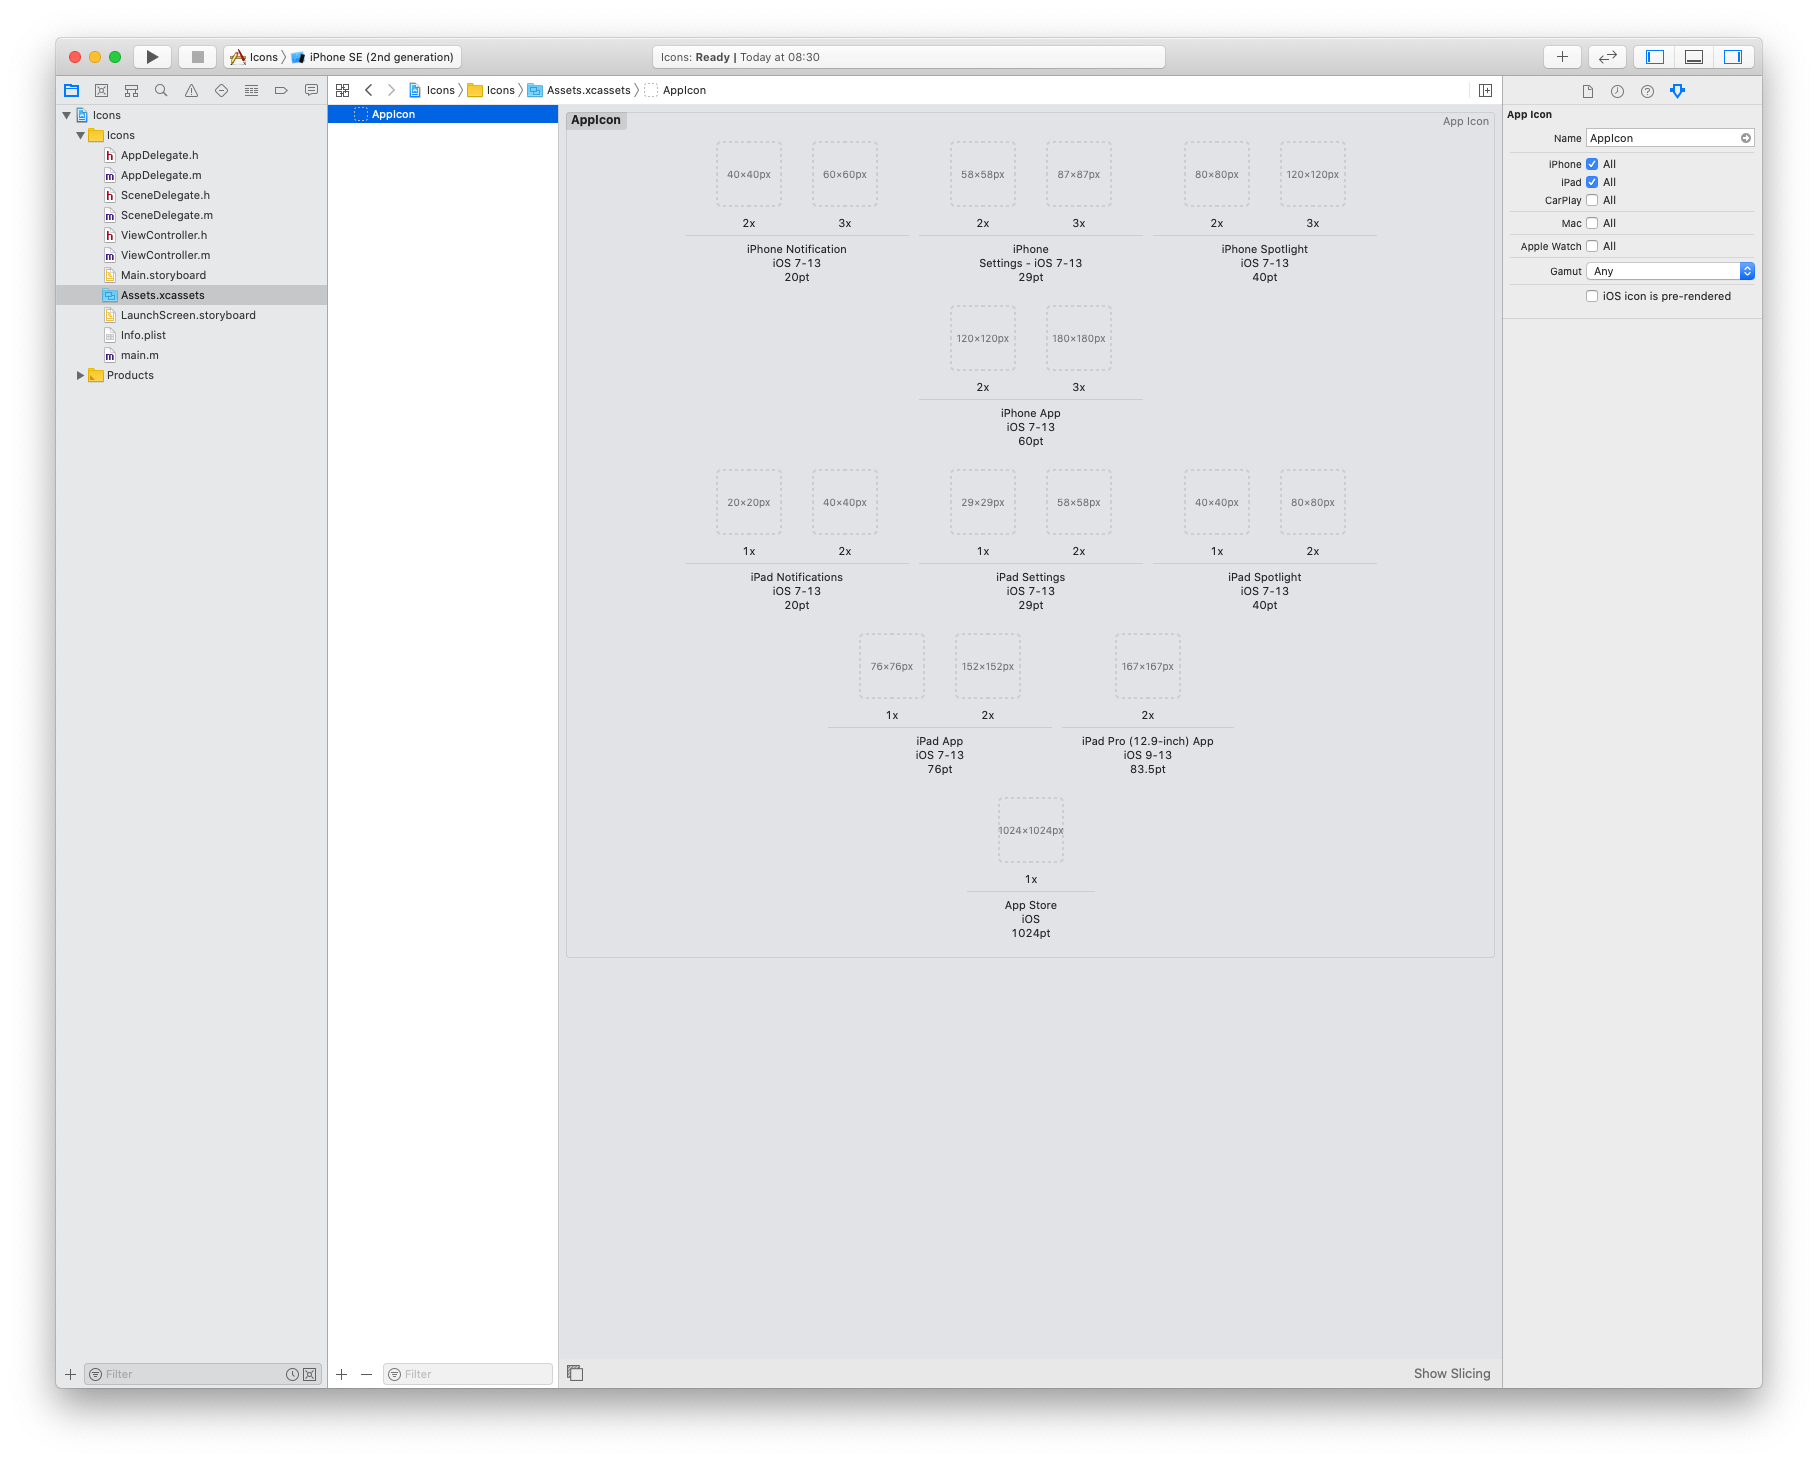 Icons 〉 iPhone SE (2nd generation)
Icons: Ready | Today at 08:30
Icons 〉 Icons 〉 Assets.xcassets 〉 AppIcon
Icons
Icons
AppDelegate.h
AppDelegate.m
SceneDelegate.h
SceneDelegate.m
ViewController.h
ViewController.m
Main.storyboard
Assets.xcassets
LaunchScreen.storyboard
Info.plist
main.m
Products
Filter
AppIcon
Filter
AppIcon
App Icon
40×40px 60×60px 58×58px 87×87px 80×80px 120×120px
2x 3x 2x 3x 2x 3x
iPhone Notification
iOS 7-13
20pt
iPhone
Settings - iOS 7-13
29pt
iPhone Spotlight
iOS 7-13
40pt
120×120px 180×180px
2x 3x
iPhone App
iOS 7-13
60pt
20×20px 40×40px 29×29px 58×58px 40×40px 80×80px
1x 2x 1x 2x 1x 2x
iPad Notifications
iOS 7-13
20pt
iPad Settings
iOS 7-13
29pt
iPad Spotlight
iOS 7-13
40pt
76×76px 152×152px 167×167px
1x 2x 2x
iPad App
iOS 7-13
76pt
iPad Pro (12.9-inch) App
iOS 9-13
83.5pt
1024×1024px
1x
App Store
iOS
1024pt
Show Slicing
App Icon
Name AppIcon
iPhone All
iPad All
CarPlay All
Mac All
Apple Watch All
Gamut Any
iOS icon is pre-rendered